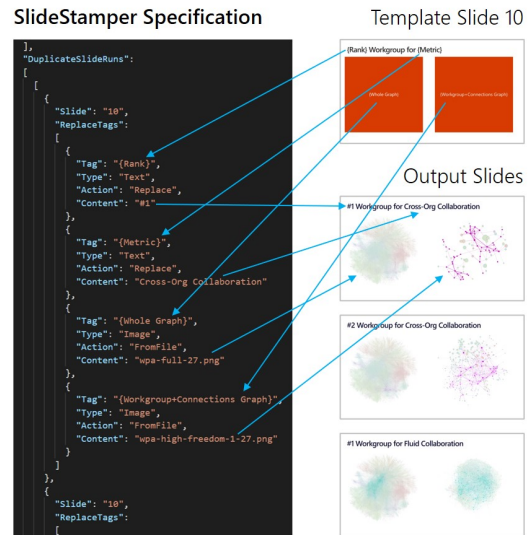 SlideStamper Specification
],
"DuplicateSlideRuns":
[
[
{
"Slide": "10",
"ReplaceTags":
[
{
"Tag": "{Rank}",
"Type": "Text",
"Action": "Replace",
"Content": "#1"
},
{
"Tag": "{Metric}",
"Type": "Text",
"Action": "Replace",
"Content": "Cross-Org Collaboration"
},
{
"Tag": "{Whole Graph}",
"Type": "Image",
"Action": "FromFile",
"Content": "wpa-full-27.png"
},
{
"Tag": "{Workgroup+Connections Graph}",
"Type": "Image",
"Action": "FromFile",
"Content": "wpa-high-freedom-1-27.png"
}
]
},
{
"Slide": "10",
"ReplaceTags":
[
Template Slide 10
{Rank} Workgroup for {Metric}
{Whole Graph}
{Workgroup+Connections Graph}
Output Slides
#1 Workgroup for Cross-Org Collaboration
#2 Workgroup for Cross-Org Collaboration
#1 Workgroup for Fluid Collaboration